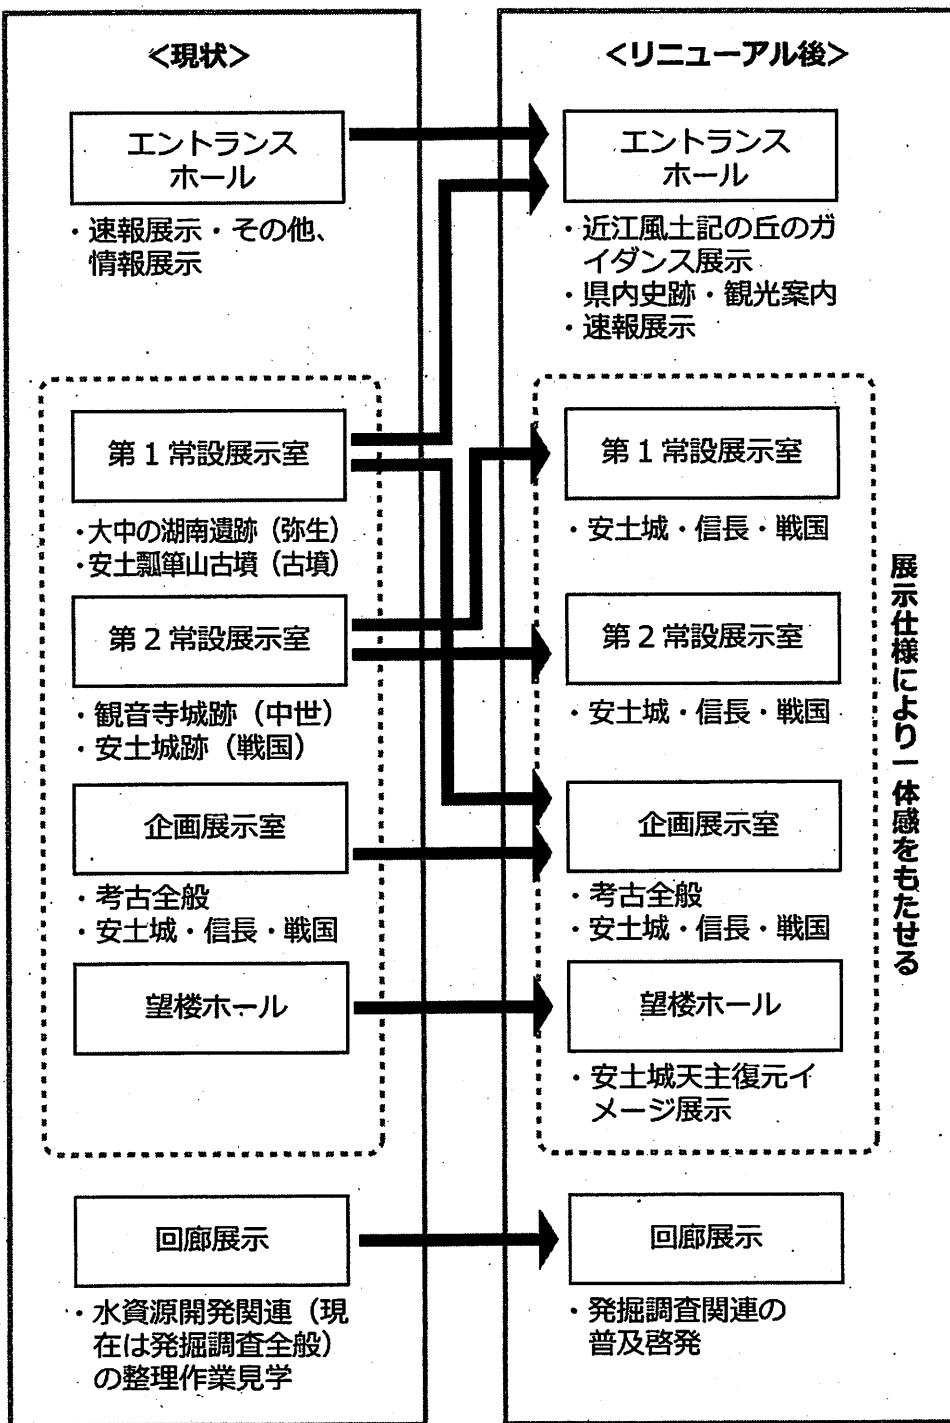 <現状>
エントランス
ホール
・速報展示・その他、
情報展示
第1常設展示室
・大中の湖南遺跡（弥生）
・安土瓢箪山古墳（古墳）
第2常設展示室
・観音寺城跡（中世）
・安土城跡（戦国）
企画展示室
・考古全般
・安土城・信長・戦国
望楼ホール
回廊展示
・水資源開発関連（現
在は発掘調査全般）
の整理作業見学
<リニューアル後>
エントランス
ホール
・近江風土記の丘のガ
イダンス展示
・県内史跡・観光案内
・速報展示
第1常設展示室
・安土城・信長・戦国
第2常設展示室
・安土城・信長・戦国
企画展示室
・考古全般
・安土城・信長・戦国
望楼ホール
・安土城天主復元イ
メージ展示
回廊展示
・発掘調査関連の
普及啓発
展示仕様により一体感をもたせる